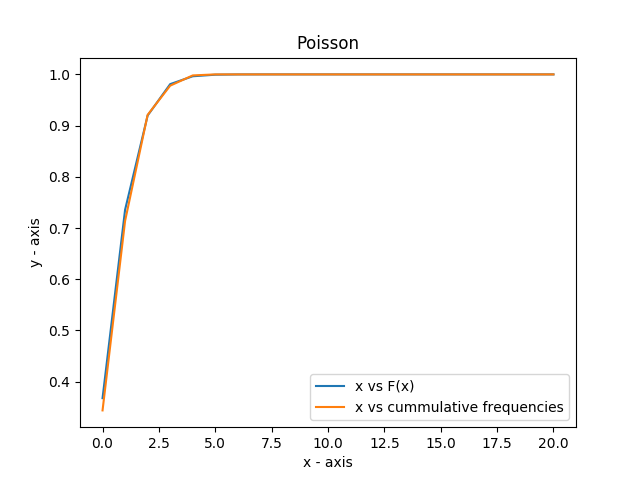 Poisson
1.0
0.9
0.8
0.7
0.6
0.5
0.4
y - axis
x vs F(x)
x vs cummulative frequencies
0.0 2.5 5.0 7.5 10.0 12.5 15.0 17.5 20.0
x - axis